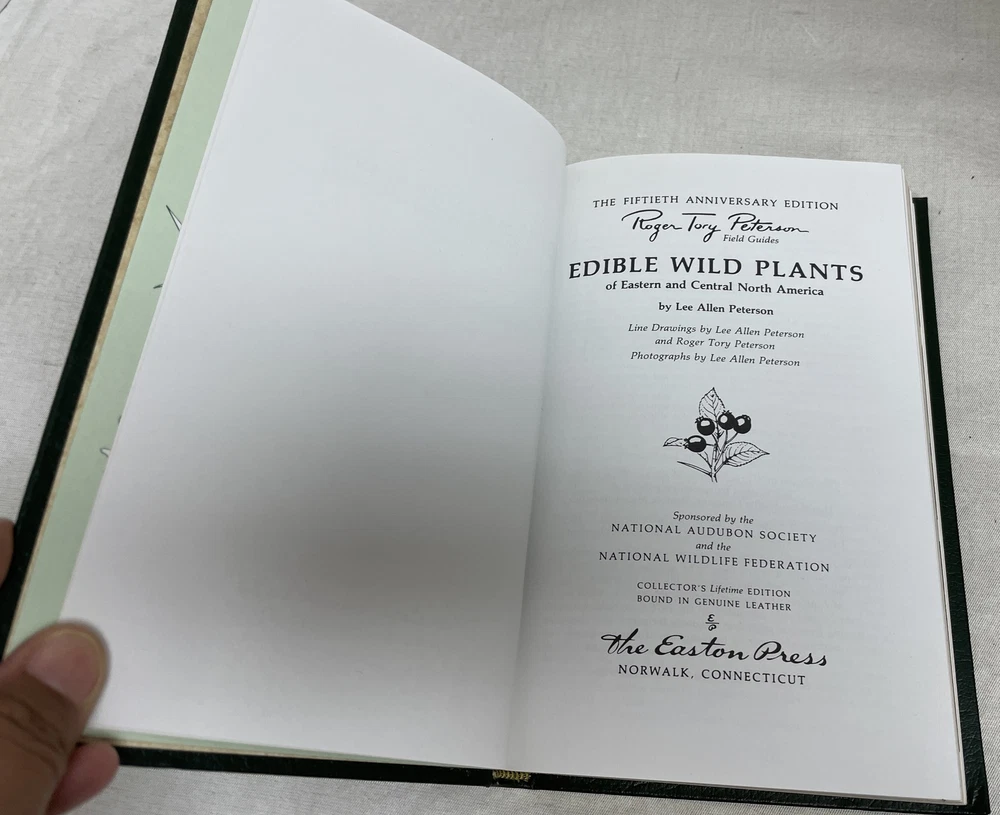 THE FIFTIETH ANNIVERSARY EDITION
Roger Tory Peterson
Field Guides
EDIBLE WILD PLANTS
of Eastern and Central North America
by Lee Allen Peterson
Line Drawings by Lee Allen Peterson
and Roger Tory Peterson
Photographs by Lee Allen Peterson
Sponsored by the
NATIONAL AUDUBON SOCIETY
and the
NATIONAL WILDLIFE FEDERATION
COLLECTOR'S Lifetime EDITION
BOUND IN GENUINE LEATHER
E
P
The Easton Press
NORWALK, CONNECTICUT